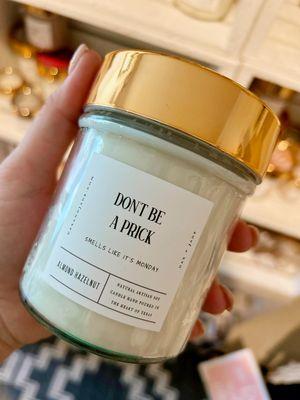 DON'T BE
A PRICK
SMELLS LIKE IT'S MONDAY
ALMOND HAZELNUT
NATURAL ARTISAN SOY
CANDLE HAND POURED IN
THE HEART OF TEXAS